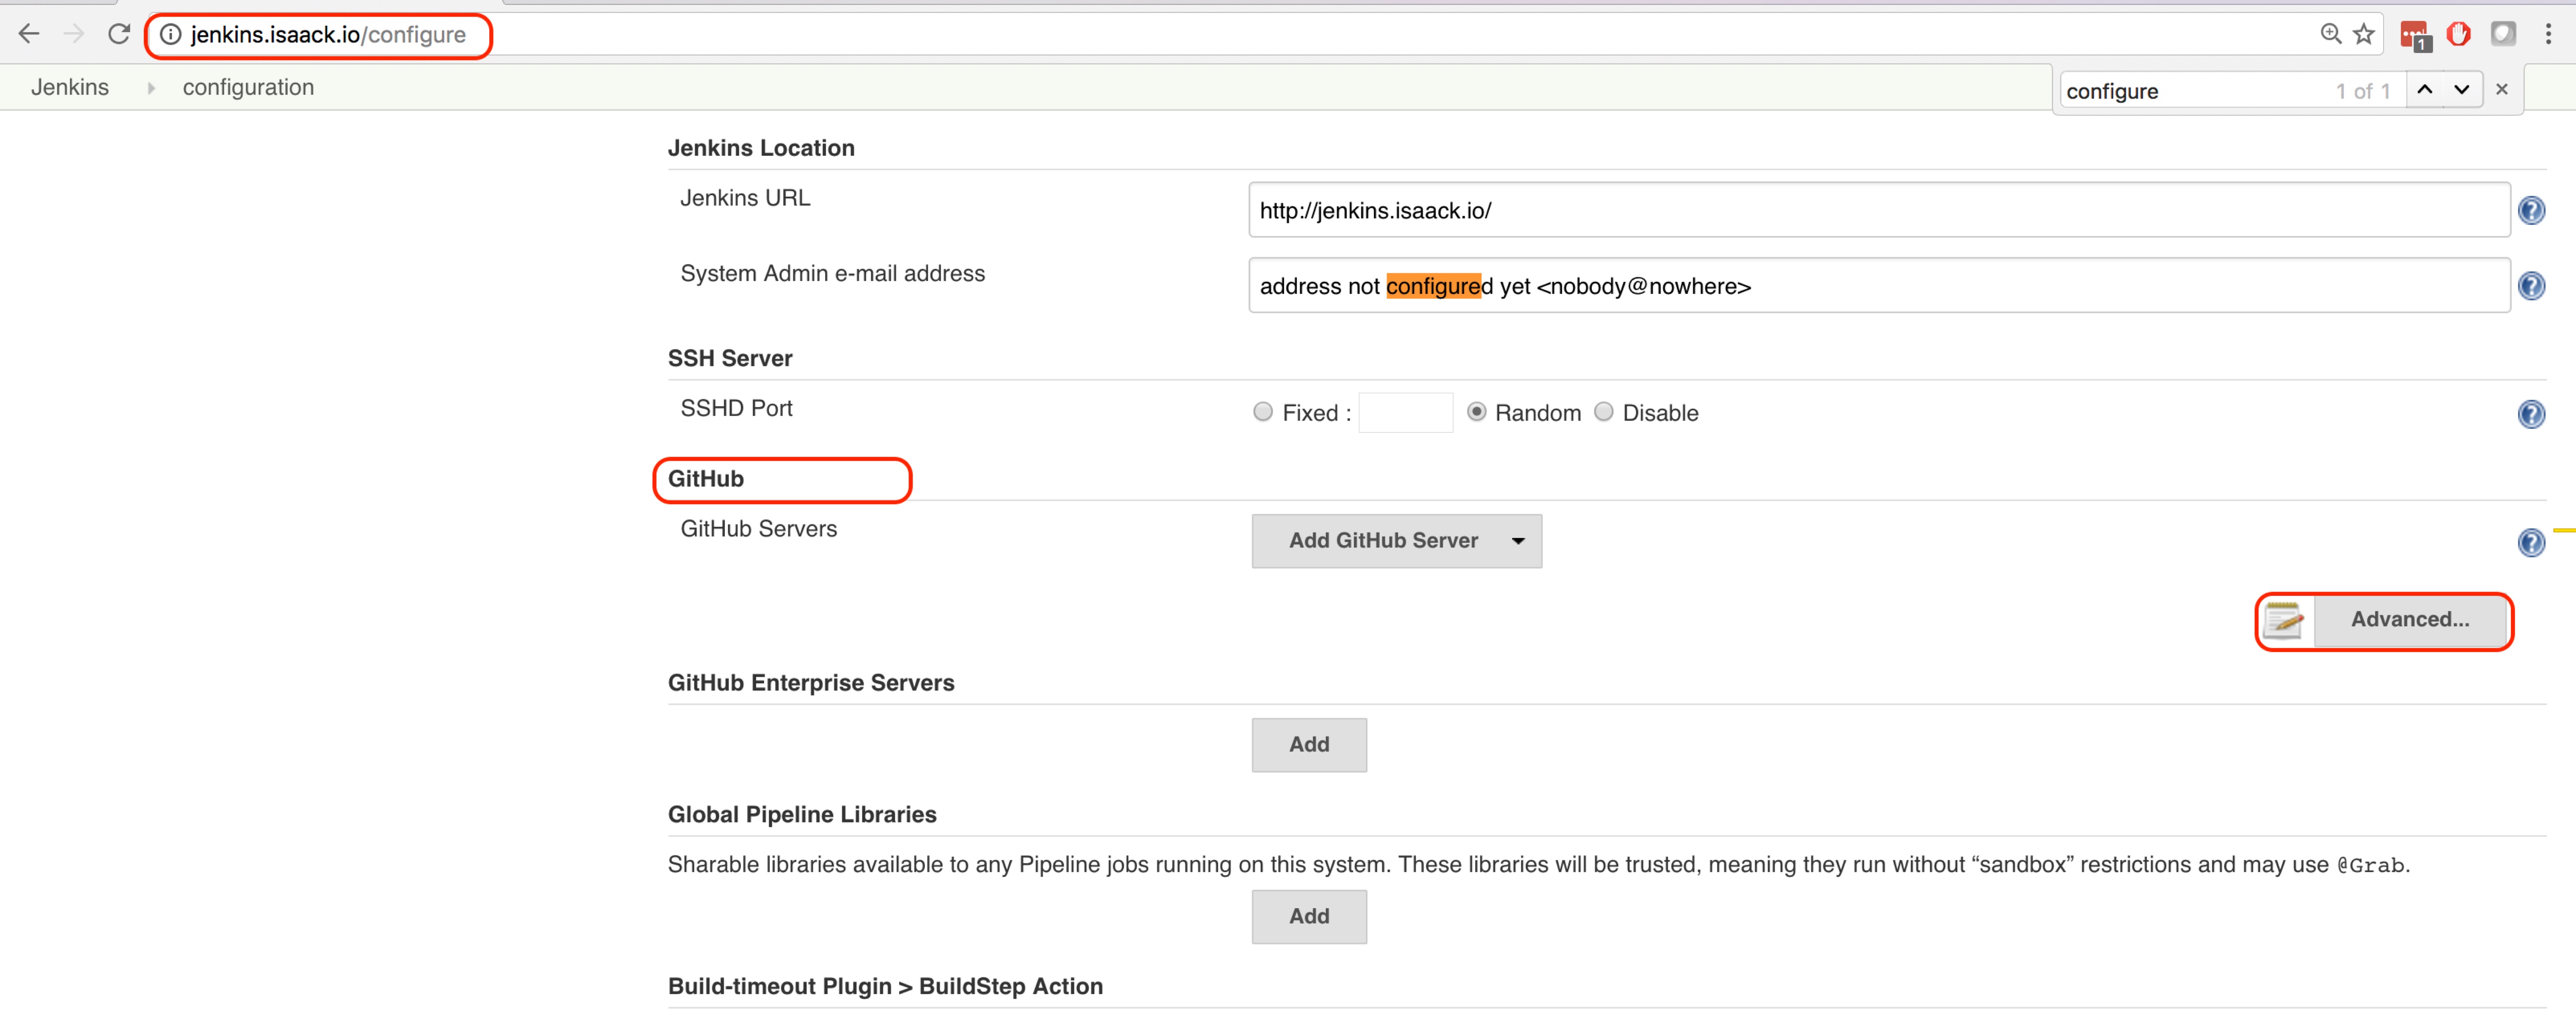 jenkins.isaack.io/configure
1
Jenkins configuration
configure 1 of 1
Jenkins Location
Jenkins URL
http://jenkins.isaack.io/
System Admin e-mail address
address not configured yet <nobody@nowhere>
SSH Server
SSHD Port
Fixed : Random Disable
GitHub
GitHub Servers
Add GitHub Server
Advanced...
GitHub Enterprise Servers
Add
Global Pipeline Libraries
Sharable libraries available to any Pipeline jobs running on this system. These libraries will be trusted, meaning they run without “sandbox” restrictions and may use @Grab.
Add
Build-timeout Plugin > BuildStep Action